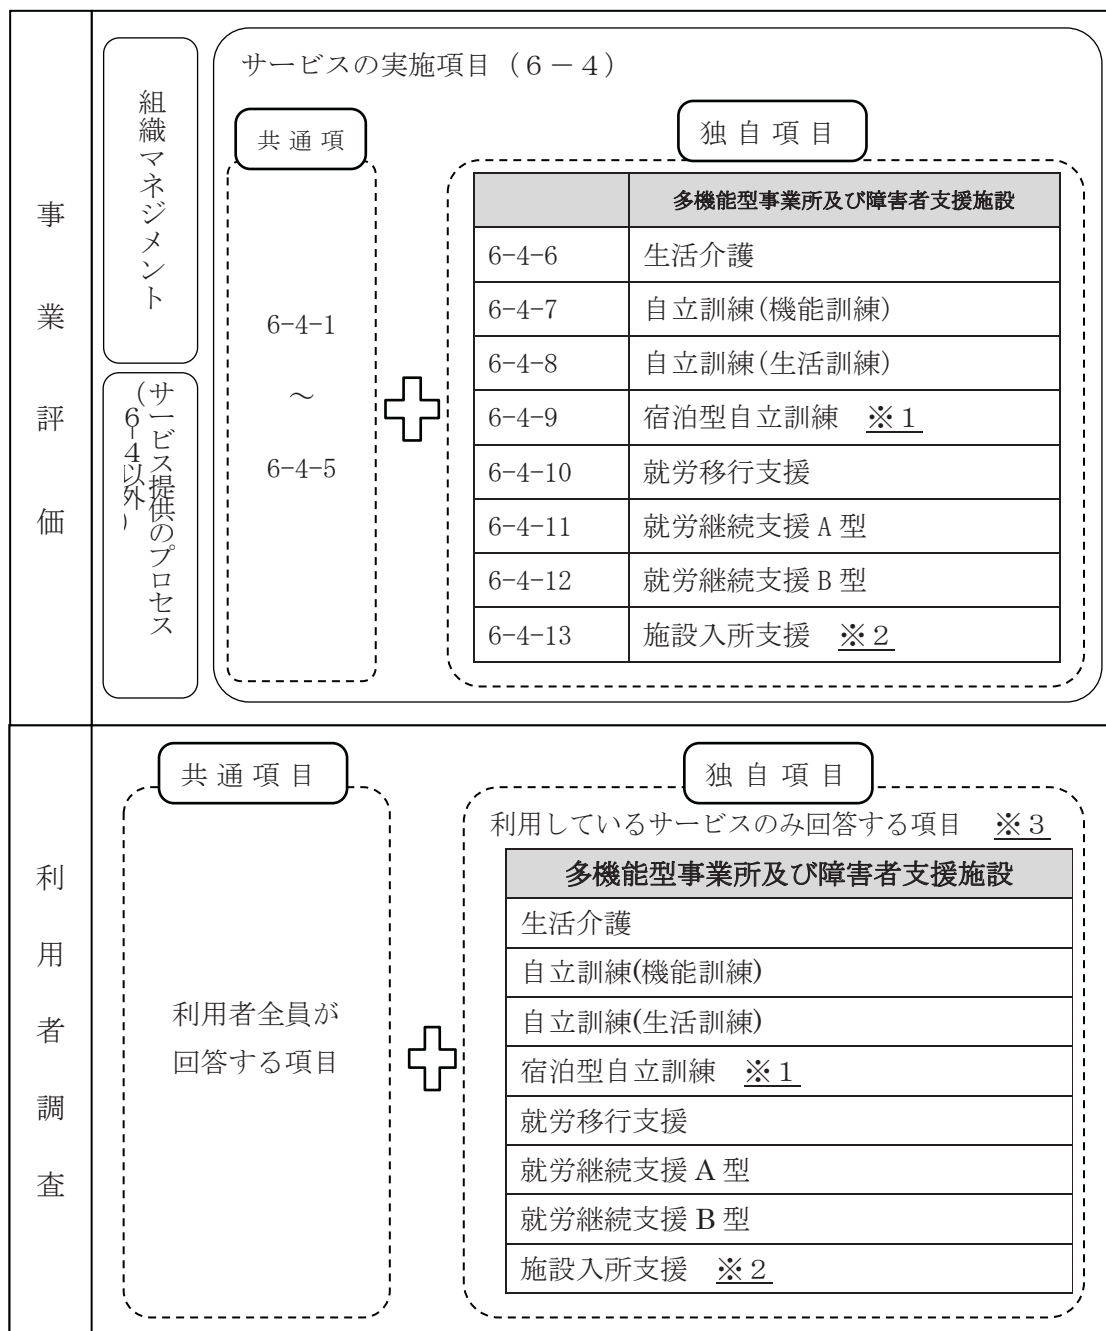 事業評価
組織マネジメント
サービス提供のプロセス
(6-4以外)
サービスの実施項目（６－４）
共通項
6-4-1
～
6-4-5
独自項目
多機能型事業所及び障害者支援施設
6-4-6 生活介護
6-4-7 自立訓練(機能訓練)
6-4-8 自立訓練(生活訓練)
6-4-9 宿泊型自立訓練 ※１
6-4-10 就労移行支援
6-4-11 就労継続支援 A 型
6-4-12 就労継続支援 B 型
6-4-13 施設入所支援 ※２
利用者調査
共通項目
利用者全員が
回答する項目
独自項目
利用しているサービスのみ回答する項目 ※３
多機能型事業所及び障害者支援施設
生活介護
自立訓練(機能訓練)
自立訓練(生活訓練)
宿泊型自立訓練 ※１
就労移行支援
就労継続支援 A 型
就労継続支援 B 型
施設入所支援 ※２